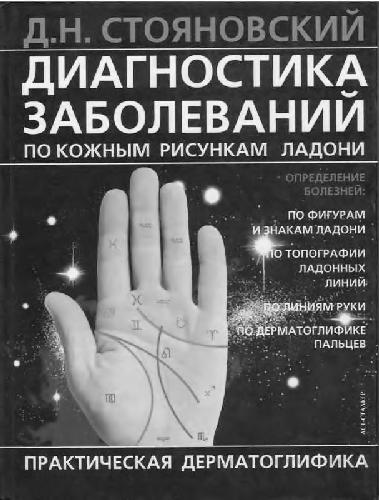 Д.Н. СТОЯНОВСКИЙ
ДИАГНОСТИКА
ЗАБОЛЕВАНИЙ
ПО КОЖНЫМ РИСУНКАМ ЛАДОНИ
ОПРЕДЕЛЕНИЕ
БОЛЕЗНЕЙ:
ПО ФИГУРАМ
И ЗНАКАМ ЛАДОНИ
ПО ТОПОГРАФИИ
ЛАДОННЫХ
ЛИНИЙ
ПО ЛИНИЯМ РУКИ
ПО ДЕРМАТОГЛИФИКЕ
ПАЛЬЦЕВ
ПРАКТИЧЕСКАЯ ДЕРМАТОГЛИФИКА